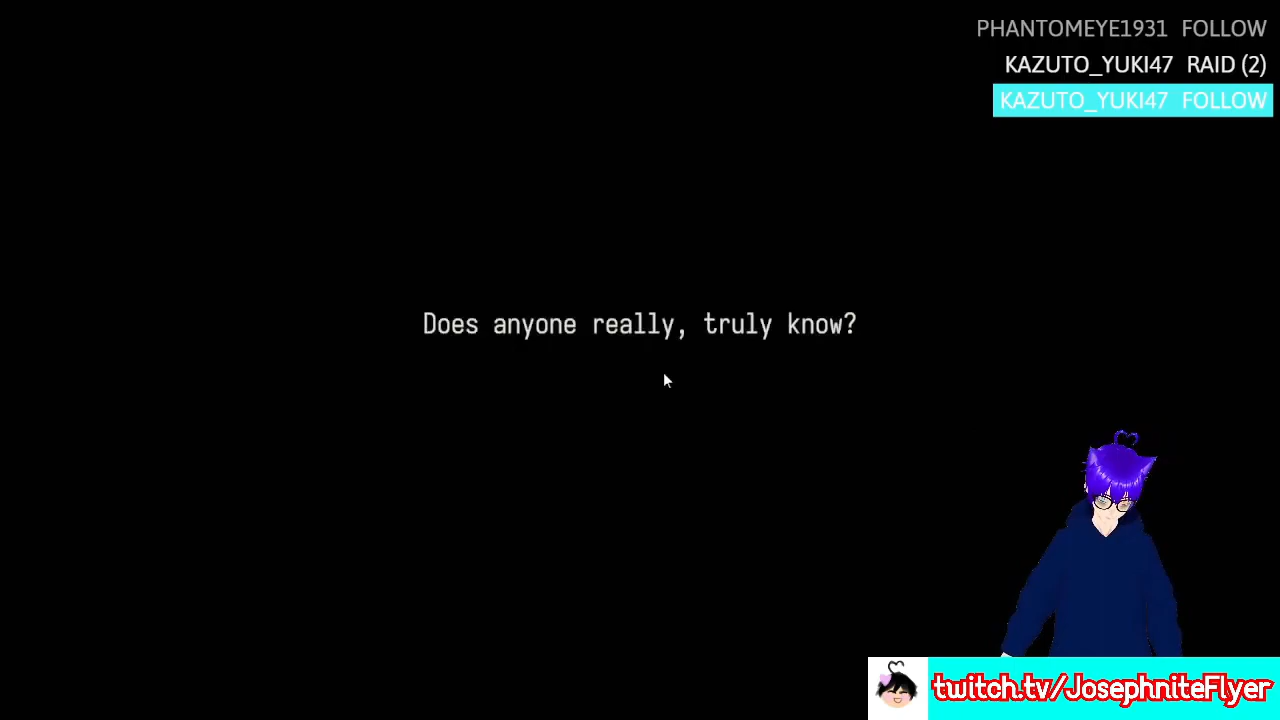 PHANTOMEYE1931 FOLLOW
KAZUTO_YUKI47 RAID (2)
KAZUTO_YUKI47 FOLLOW
Does anyone really, truly know?
twitch.tv/JosephniteFlyer